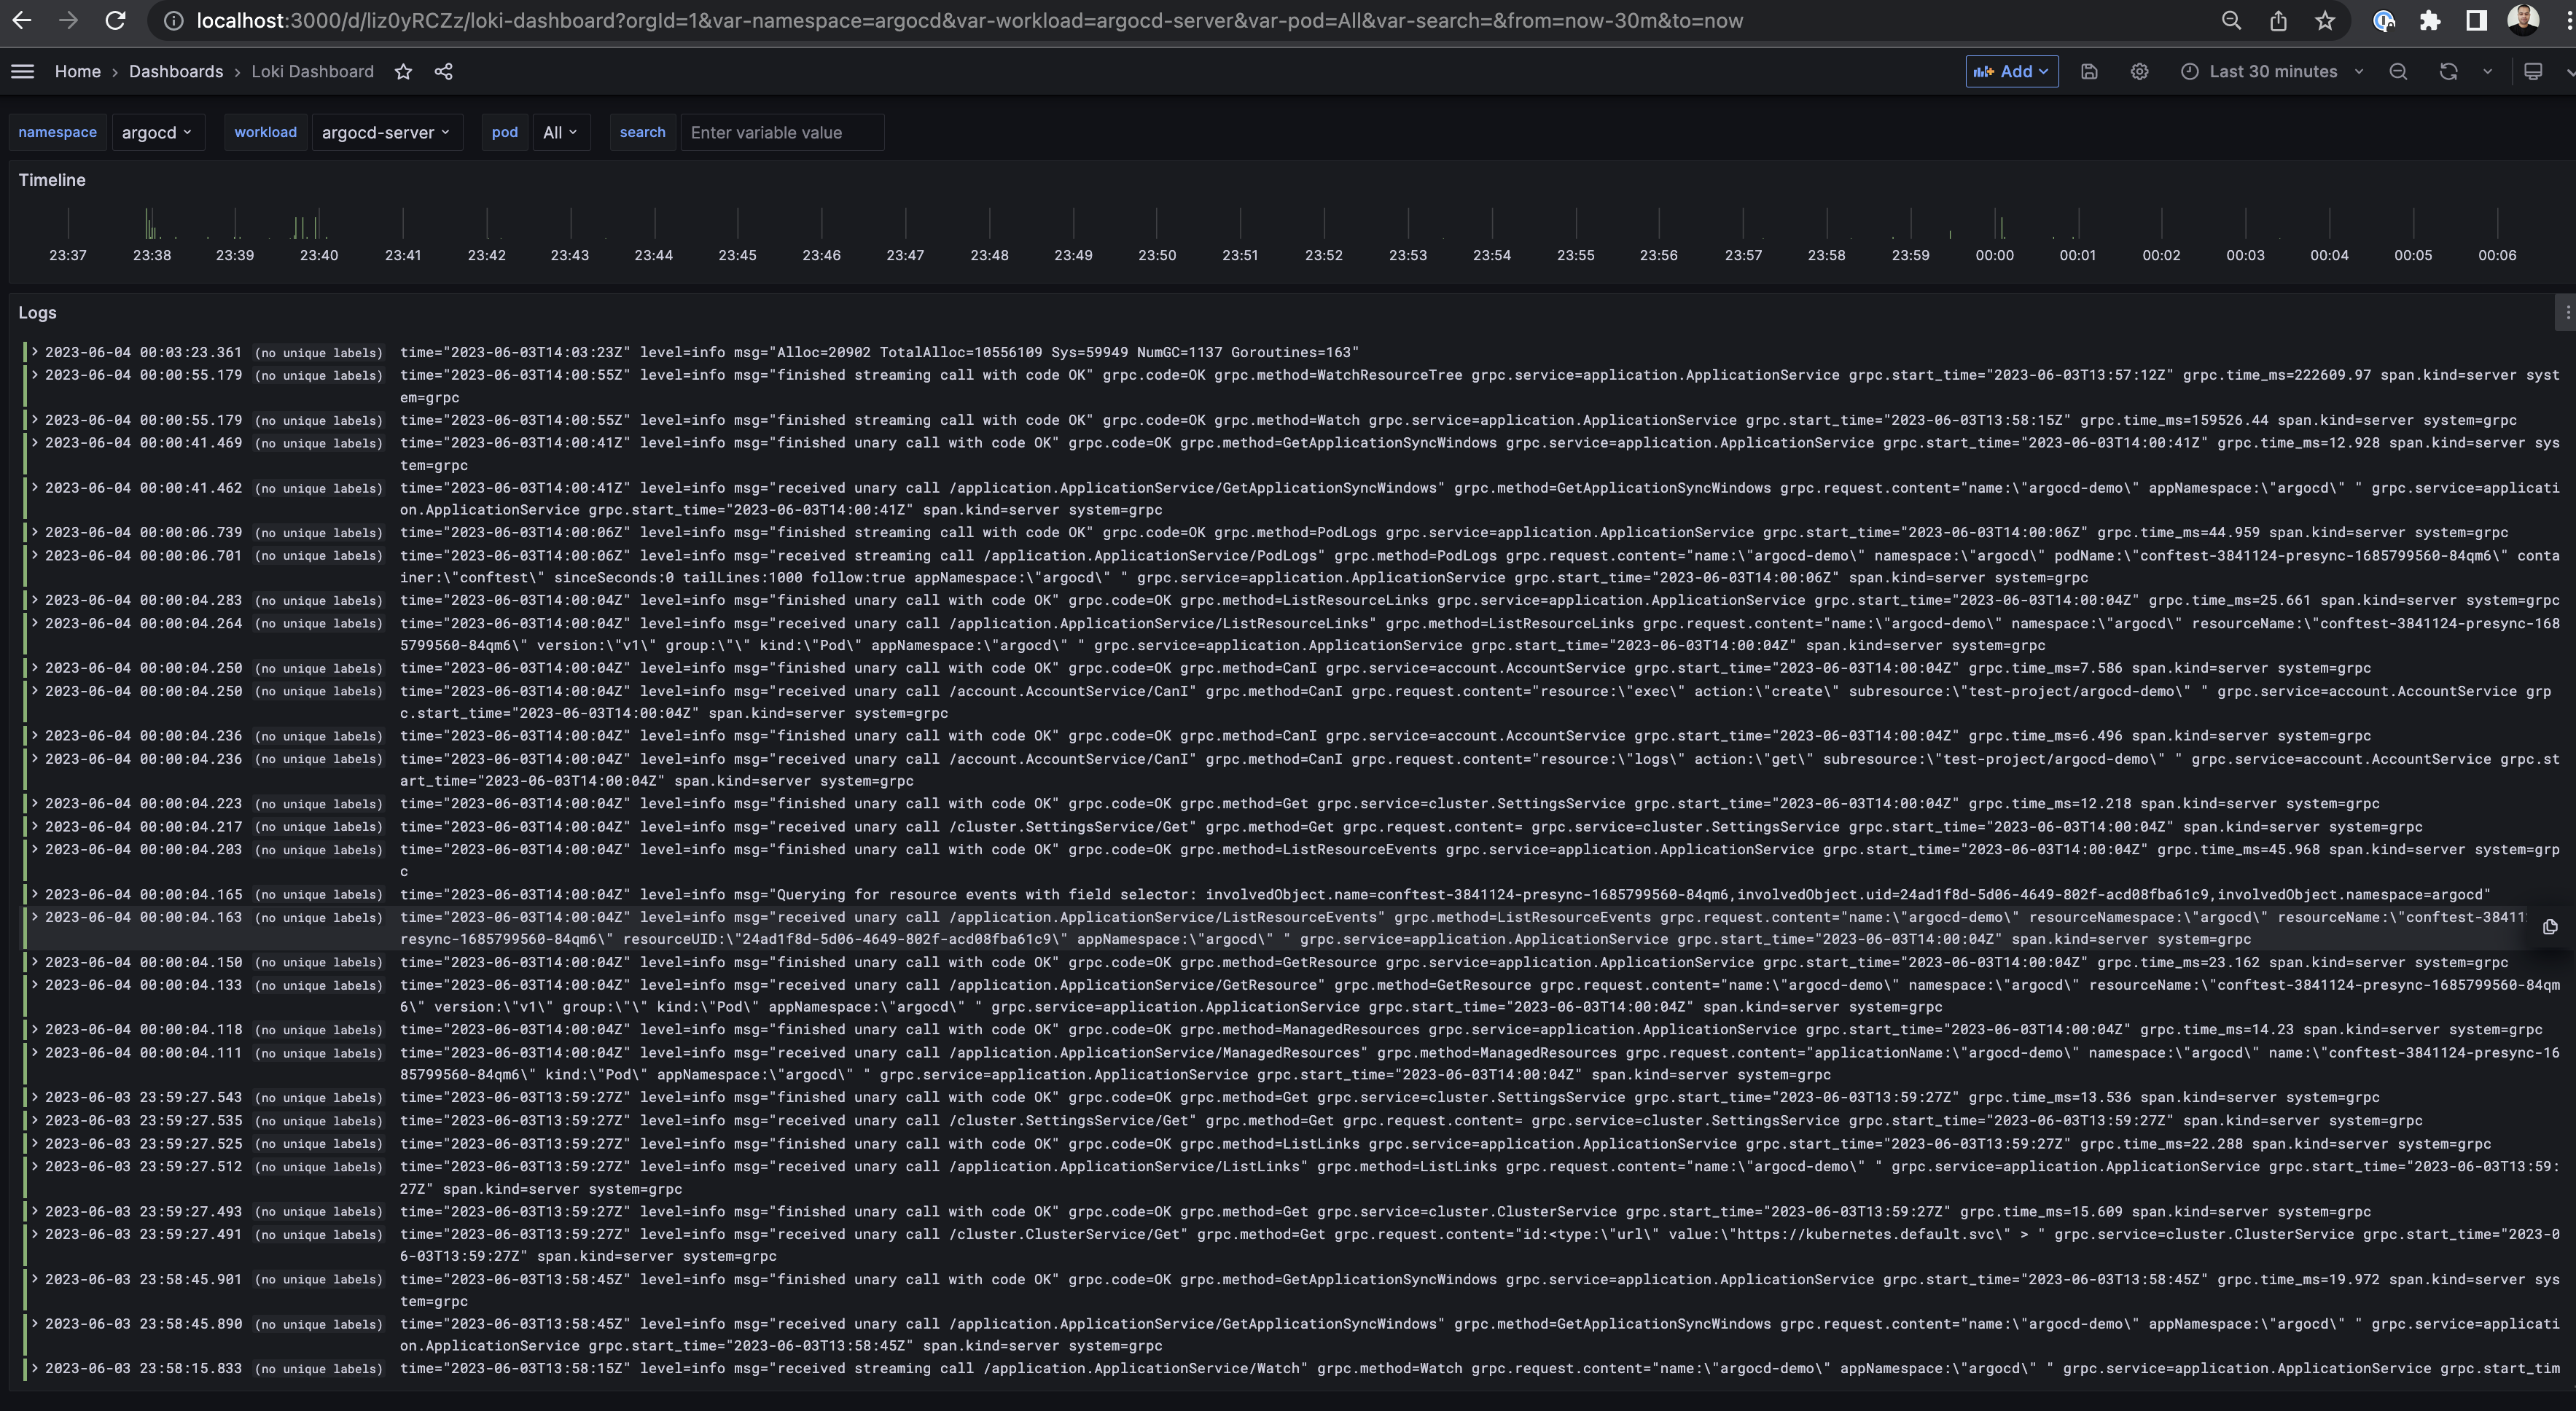 localhost:3000/d/liz0yRCZz/loki-dashboard?orgId=1&var-namespace=argocd&var-workload=argocd-server&var-pod=All&var-search=&from=now-30m&to=now
Home › Dashboards › Loki Dashboard Add Last 30 minutes
namespace argocd workload argocd-server pod All search Enter variable value
Timeline
23:37 23:38 23:39 23:40 23:41 23:42 23:43 23:44 23:45 23:46 23:47 23:48 23:49 23:50 23:51 23:52 23:53 23:54 23:55 23:56 23:57 23:58 23:59 00:00 00:01 00:02 00:03 00:04 00:05 00:06
Logs
2023-06-04 00:03:23.361 (no unique labels) time="2023-06-03T14:03:23Z" level=info msg="Alloc=20902 TotalAlloc=10556109 Sys=59949 NumGC=1137 Goroutines=163"
2023-06-04 00:00:55.179 (no unique labels) time="2023-06-03T14:00:55Z" level=info msg="finished streaming call with code OK" grpc.code=OK grpc.method=WatchResourceTree grpc.service=application.ApplicationService grpc.start_time="2023-06-03T13:57:12Z" grpc.time_ms=222609.97 span.kind=server syst
em=grpc
2023-06-04 00:00:55.179 (no unique labels) time="2023-06-03T14:00:55Z" level=info msg="finished streaming call with code OK" grpc.code=OK grpc.method=Watch grpc.service=application.ApplicationService grpc.start_time="2023-06-03T13:58:15Z" grpc.time_ms=159526.44 span.kind=server system=grpc
2023-06-04 00:00:41.469 (no unique labels) time="2023-06-03T14:00:41Z" level=info msg="finished unary call with code OK" grpc.code=OK grpc.method=GetApplicationSyncWindows grpc.service=application.ApplicationService grpc.start_time="2023-06-03T14:00:41Z" grpc.time_ms=12.928 span.kind=server sys
tem=grpc
2023-06-04 00:00:41.462 (no unique labels) time="2023-06-03T14:00:41Z" level=info msg="received unary call /application.ApplicationService/GetApplicationSyncWindows" grpc.method=GetApplicationSyncWindows grpc.request.content="name:\"argocd-demo\" appNamespace:\"argocd\" " grpc.service=applicati
on.ApplicationService grpc.start_time="2023-06-03T14:00:41Z" span.kind=server system=grpc
2023-06-04 00:00:06.739 (no unique labels) time="2023-06-03T14:00:06Z" level=info msg="finished streaming call with code OK" grpc.code=OK grpc.method=PodLogs grpc.service=application.ApplicationService grpc.start_time="2023-06-03T14:00:06Z" grpc.time_ms=44.959 span.kind=server system=grpc
2023-06-04 00:00:06.701 (no unique labels) time="2023-06-03T14:00:06Z" level=info msg="received streaming call /application.ApplicationService/PodLogs" grpc.method=PodLogs grpc.request.content="name:\"argocd-demo\" namespace:\"argocd\" podName:\"conftest-3841124-presync-1685799560-84qm6\" conta
iner:\"conftest\" sinceSeconds:0 tailLines:1000 follow:true appNamespace:\"argocd\" " grpc.service=application.ApplicationService grpc.start_time="2023-06-03T14:00:06Z" span.kind=server system=grpc
2023-06-04 00:00:04.283 (no unique labels) time="2023-06-03T14:00:04Z" level=info msg="finished unary call with code OK" grpc.code=OK grpc.method=ListResourceLinks grpc.service=application.ApplicationService grpc.start_time="2023-06-03T14:00:04Z" grpc.time_ms=25.661 span.kind=server system=grpc
2023-06-04 00:00:04.264 (no unique labels) time="2023-06-03T14:00:04Z" level=info msg="received unary call /application.ApplicationService/ListResourceLinks" grpc.method=ListResourceLinks grpc.request.content="name:\"argocd-demo\" namespace:\"argocd\" resourceName:\"conftest-3841124-presync-168
5799560-84qm6\" version:\"v1\" group:\"\" kind:\"Pod\" appNamespace:\"argocd\" " grpc.service=application.ApplicationService grpc.start_time="2023-06-03T14:00:04Z" span.kind=server system=grpc
2023-06-04 00:00:04.250 (no unique labels) time="2023-06-03T14:00:04Z" level=info msg="finished unary call with code OK" grpc.code=OK grpc.method=CanI grpc.service=account.AccountService grpc.start_time="2023-06-03T14:00:04Z" grpc.time_ms=7.586 span.kind=server system=grpc
2023-06-04 00:00:04.250 (no unique labels) time="2023-06-03T14:00:04Z" level=info msg="received unary call /account.AccountService/CanI" grpc.method=CanI grpc.request.content="resource:\"exec\" action:\"create\" subresource:\"test-project/argocd-demo\" " grpc.service=account.AccountService grp
c.start_time="2023-06-03T14:00:04Z" span.kind=server system=grpc
2023-06-04 00:00:04.236 (no unique labels) time="2023-06-03T14:00:04Z" level=info msg="finished unary call with code OK" grpc.code=OK grpc.method=CanI grpc.service=account.AccountService grpc.start_time="2023-06-03T14:00:04Z" grpc.time_ms=6.496 span.kind=server system=grpc
2023-06-04 00:00:04.236 (no unique labels) time="2023-06-03T14:00:04Z" level=info msg="received unary call /account.AccountService/CanI" grpc.method=CanI grpc.request.content="resource:\"logs\" action:\"get\" subresource:\"test-project/argocd-demo\" " grpc.service=account.AccountService grpc.st
art_time="2023-06-03T14:00:04Z" span.kind=server system=grpc
2023-06-04 00:00:04.223 (no unique labels) time="2023-06-03T14:00:04Z" level=info msg="finished unary call with code OK" grpc.code=OK grpc.method=Get grpc.service=cluster.SettingsService grpc.start_time="2023-06-03T14:00:04Z" grpc.time_ms=12.218 span.kind=server system=grpc
2023-06-04 00:00:04.217 (no unique labels) time="2023-06-03T14:00:04Z" level=info msg="received unary call /cluster.SettingsService/Get" grpc.method=Get grpc.request.content= grpc.service=cluster.SettingsService grpc.start_time="2023-06-03T14:00:04Z" span.kind=server system=grpc
2023-06-04 00:00:04.203 (no unique labels) time="2023-06-03T14:00:04Z" level=info msg="finished unary call with code OK" grpc.code=OK grpc.method=ListResourceEvents grpc.service=application.ApplicationService grpc.start_time="2023-06-03T14:00:04Z" grpc.time_ms=45.968 span.kind=server system=grp
c
2023-06-04 00:00:04.165 (no unique labels) time="2023-06-03T14:00:04Z" level=info msg="Querying for resource events with field selector: involvedObject.name=conftest-3841124-presync-1685799560-84qm6,involvedObject.uid=24ad1f8d-5d06-4649-802f-acd08fba61c9,involvedObject.namespace=argocd"
2023-06-04 00:00:04.163 (no unique labels) time="2023-06-03T14:00:04Z" level=info msg="received unary call /application.ApplicationService/ListResourceEvents" grpc.method=ListResourceEvents grpc.request.content="name:\"argocd-demo\" resourceNamespace:\"argocd\" resourceName:\"conftest-38411
resync-1685799560-84qm6\" resourceUID:\"24ad1f8d-5d06-4649-802f-acd08fba61c9\" appNamespace:\"argocd\" " grpc.service=application.ApplicationService grpc.start_time="2023-06-03T14:00:04Z" span.kind=server system=grpc
2023-06-04 00:00:04.150 (no unique labels) time="2023-06-03T14:00:04Z" level=info msg="finished unary call with code OK" grpc.code=OK grpc.method=GetResource grpc.service=application.ApplicationService grpc.start_time="2023-06-03T14:00:04Z" grpc.time_ms=23.162 span.kind=server system=grpc
2023-06-04 00:00:04.133 (no unique labels) time="2023-06-03T14:00:04Z" level=info msg="received unary call /application.ApplicationService/GetResource" grpc.method=GetResource grpc.request.content="name:\"argocd-demo\" namespace:\"argocd\" resourceName:\"conftest-3841124-presync-1685799560-84qm
6\" version:\"v1\" group:\"\" kind:\"Pod\" appNamespace:\"argocd\" " grpc.service=application.ApplicationService grpc.start_time="2023-06-03T14:00:04Z" span.kind=server system=grpc
2023-06-04 00:00:04.118 (no unique labels) time="2023-06-03T14:00:04Z" level=info msg="finished unary call with code OK" grpc.code=OK grpc.method=ManagedResources grpc.service=application.ApplicationService grpc.start_time="2023-06-03T14:00:04Z" grpc.time_ms=14.23 span.kind=server system=grpc
2023-06-04 00:00:04.111 (no unique labels) time="2023-06-03T14:00:04Z" level=info msg="received unary call /application.ApplicationService/ManagedResources" grpc.method=ManagedResources grpc.request.content="applicationName:\"argocd-demo\" namespace:\"argocd\" name:\"conftest-3841124-presync-16
85799560-84qm6\" kind:\"Pod\" appNamespace:\"argocd\" " grpc.service=application.ApplicationService grpc.start_time="2023-06-03T14:00:04Z" span.kind=server system=grpc
2023-06-03 23:59:27.543 (no unique labels) time="2023-06-03T13:59:27Z" level=info msg="finished unary call with code OK" grpc.code=OK grpc.method=Get grpc.service=cluster.SettingsService grpc.start_time="2023-06-03T13:59:27Z" grpc.time_ms=13.536 span.kind=server system=grpc
2023-06-03 23:59:27.535 (no unique labels) time="2023-06-03T13:59:27Z" level=info msg="received unary call /cluster.SettingsService/Get" grpc.method=Get grpc.request.content= grpc.service=cluster.SettingsService grpc.start_time="2023-06-03T13:59:27Z" span.kind=server system=grpc
2023-06-03 23:59:27.525 (no unique labels) time="2023-06-03T13:59:27Z" level=info msg="finished unary call with code OK" grpc.code=OK grpc.method=ListLinks grpc.service=application.ApplicationService grpc.start_time="2023-06-03T13:59:27Z" grpc.time_ms=22.288 span.kind=server system=grpc
2023-06-03 23:59:27.512 (no unique labels) time="2023-06-03T13:59:27Z" level=info msg="received unary call /application.ApplicationService/ListLinks" grpc.method=ListLinks grpc.request.content="name:\"argocd-demo\" " grpc.service=application.ApplicationService grpc.start_time="2023-06-03T13:59:
27Z" span.kind=server system=grpc
2023-06-03 23:59:27.493 (no unique labels) time="2023-06-03T13:59:27Z" level=info msg="finished unary call with code OK" grpc.code=OK grpc.method=Get grpc.service=cluster.ClusterService grpc.start_time="2023-06-03T13:59:27Z" grpc.time_ms=15.609 span.kind=server system=grpc
2023-06-03 23:59:27.491 (no unique labels) time="2023-06-03T13:59:27Z" level=info msg="received unary call /cluster.ClusterService/Get" grpc.method=Get grpc.request.content="id:<type:\"url\" value:\"https://kubernetes.default.svc\" > " grpc.service=cluster.ClusterService grpc.start_time="2023-0
6-03T13:59:27Z" span.kind=server system=grpc
2023-06-03 23:58:45.901 (no unique labels) time="2023-06-03T13:58:45Z" level=info msg="finished unary call with code OK" grpc.code=OK grpc.method=GetApplicationSyncWindows grpc.service=application.ApplicationService grpc.start_time="2023-06-03T13:58:45Z" grpc.time_ms=19.972 span.kind=server sys
tem=grpc
2023-06-03 23:58:45.890 (no unique labels) time="2023-06-03T13:58:45Z" level=info msg="received unary call /application.ApplicationService/GetApplicationSyncWindows" grpc.method=GetApplicationSyncWindows grpc.request.content="name:\"argocd-demo\" appNamespace:\"argocd\" " grpc.service=applicati
on.ApplicationService grpc.start_time="2023-06-03T13:58:45Z" span.kind=server system=grpc
2023-06-03 23:58:15.833 (no unique labels) time="2023-06-03T13:58:15Z" level=info msg="received streaming call /application.ApplicationService/Watch" grpc.method=Watch grpc.request.content="name:\"argocd-demo\" appNamespace:\"argocd\" " grpc.service=application.ApplicationService grpc.start_tim